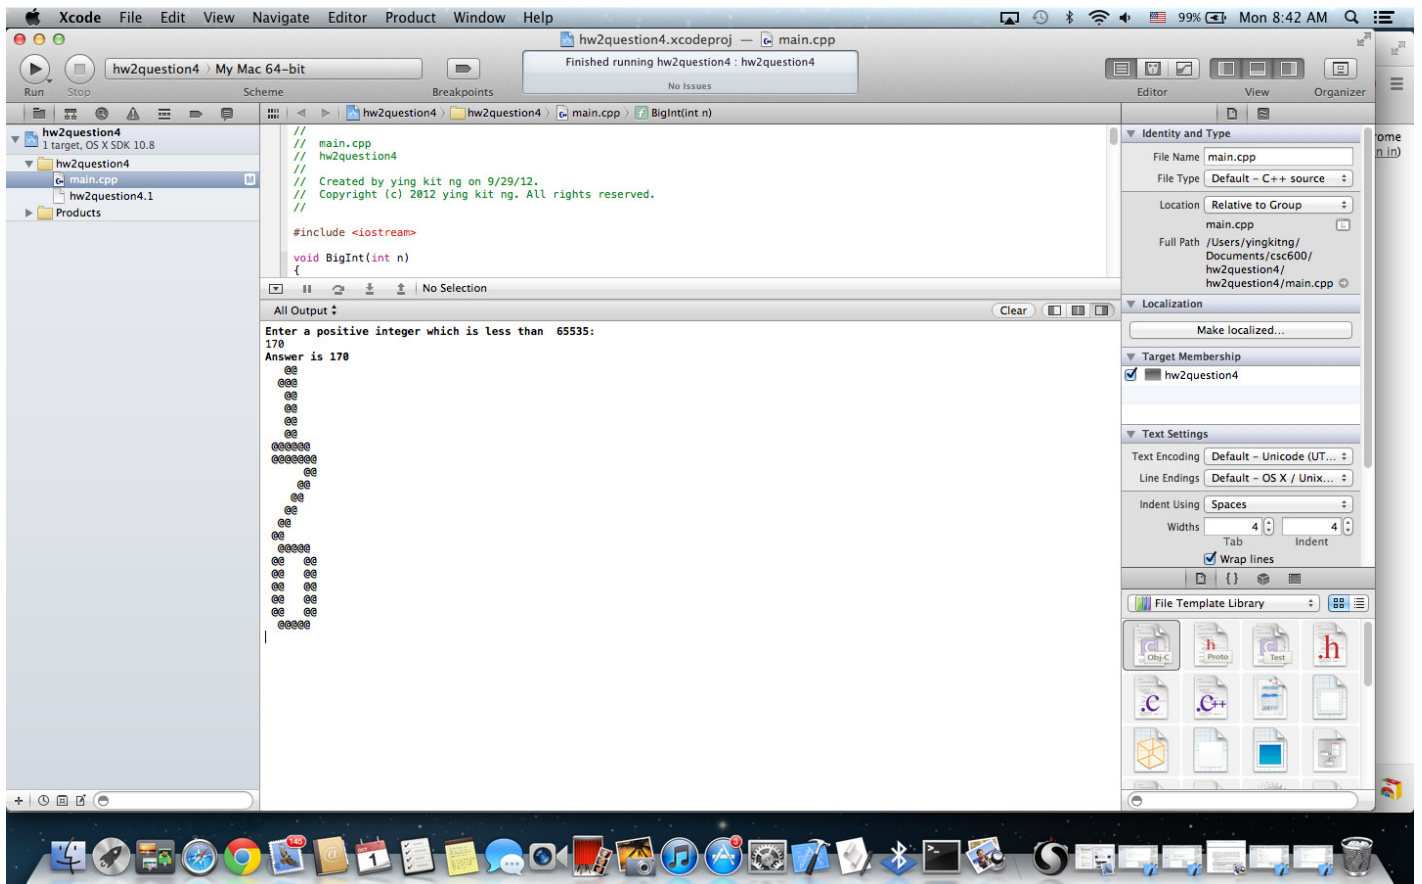 Xcode File Edit View Navigate Editor Product Window Help 99% Mon 8:42 AM
hw2question4.xcodeproj — main.cpp
hw2question4 〉 My Mac 64-bit
Finished running hw2question4 : hw2question4
No Issues
Run Stop Scheme Breakpoints Editor View Organizer
hw2question4 〉 hw2question4 〉 main.cpp 〉 BigInt(int n)
hw2question4
1 target, OS X SDK 10.8
hw2question4
main.cpp M
hw2question4.1
Products
//
// main.cpp
// hw2question4
//
// Created by ying kit ng on 9/29/12.
// Copyright (c) 2012 ying kit ng. All rights reserved.
//
#include <iostream>
void BigInt(int n)
{
No Selection
All Output Clear
Enter a positive integer which is less than  65535:
170
Answer is 170
   @@
  @@@
   @@
   @@
   @@
   @@
 @@@@@@
 @@@@@@@
      @@
     @@
    @@
   @@
  @@
 @@
  @@@@@
 @@   @@
 @@   @@
 @@   @@
 @@   @@
 @@   @@
  @@@@@
Identity and Type
File Name main.cpp
File Type Default - C++ source
Location Relative to Group
main.cpp
Full Path /Users/yingkitng/
Documents/csc600/
hw2question4/
hw2question4/main.cpp
Localization
Make localized...
Target Membership
hw2question4
Text Settings
Text Encoding Default - Unicode (UT...
Line Endings Default - OS X / Unix...
Indent Using Spaces
Widths 4 4
Tab Indent
Wrap lines
{}
File Template Library
Obj-C Proto Test .h
.c .C++
ome
n in)
145
1
3